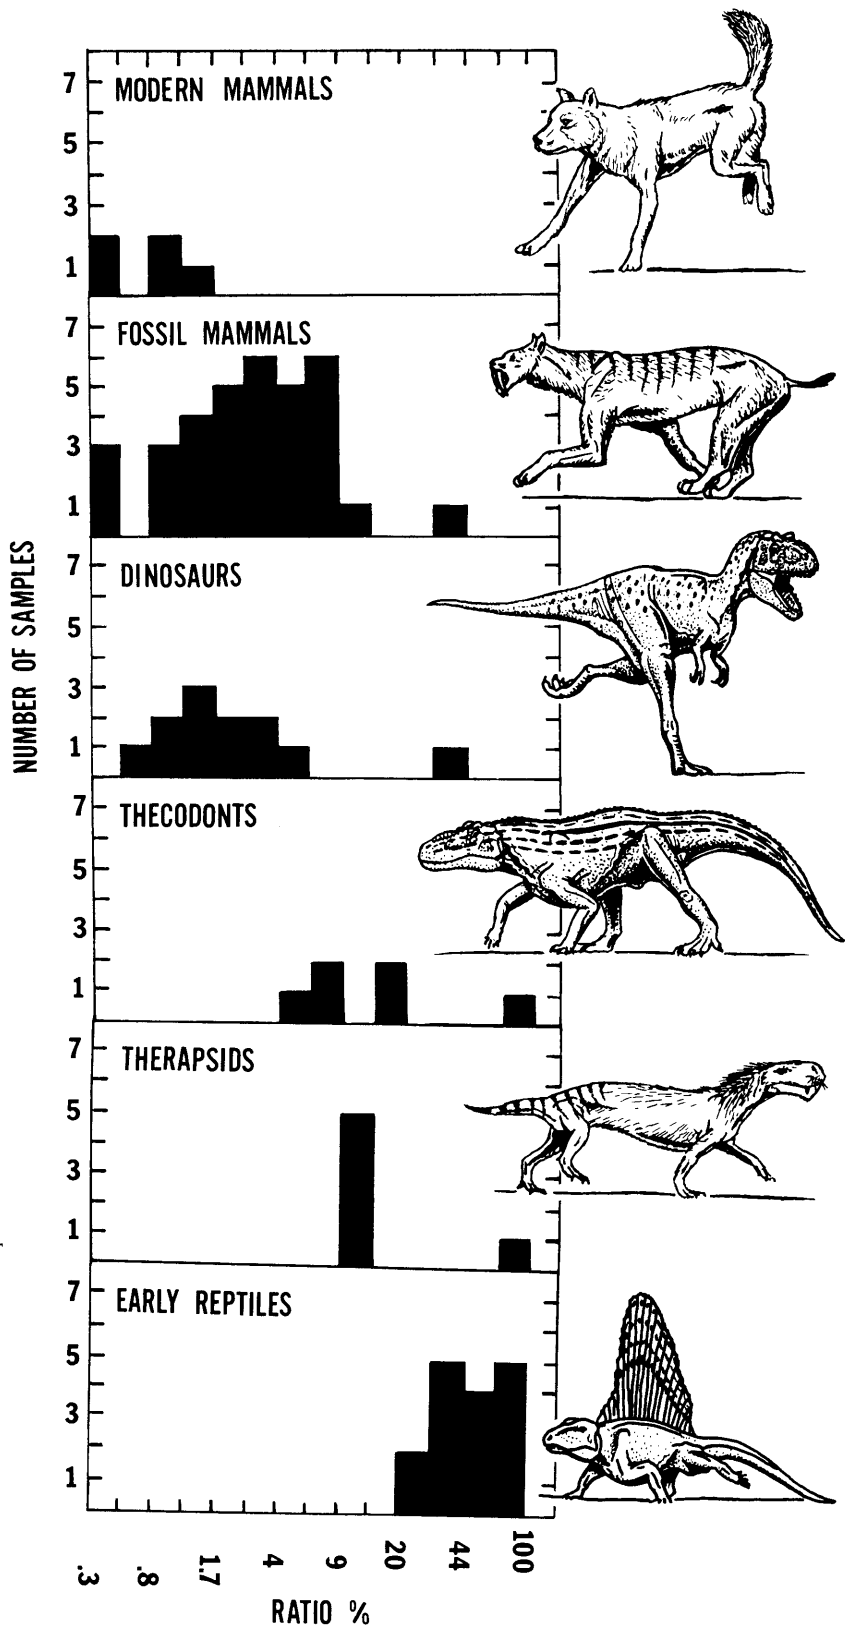 7
MODERN MAMMALS
5
3
1
7
FOSSIL MAMMALS
5
3
1
NUMBER OF SAMPLES
7
DINOSAURS
5
3
1
7
THECODONTS
5
3
1
7
THERAPSIDS
5
3
1
7
EARLY REPTILES
5
3
1
.3 .8 1.7 4 9 20 44 100
RATIO %